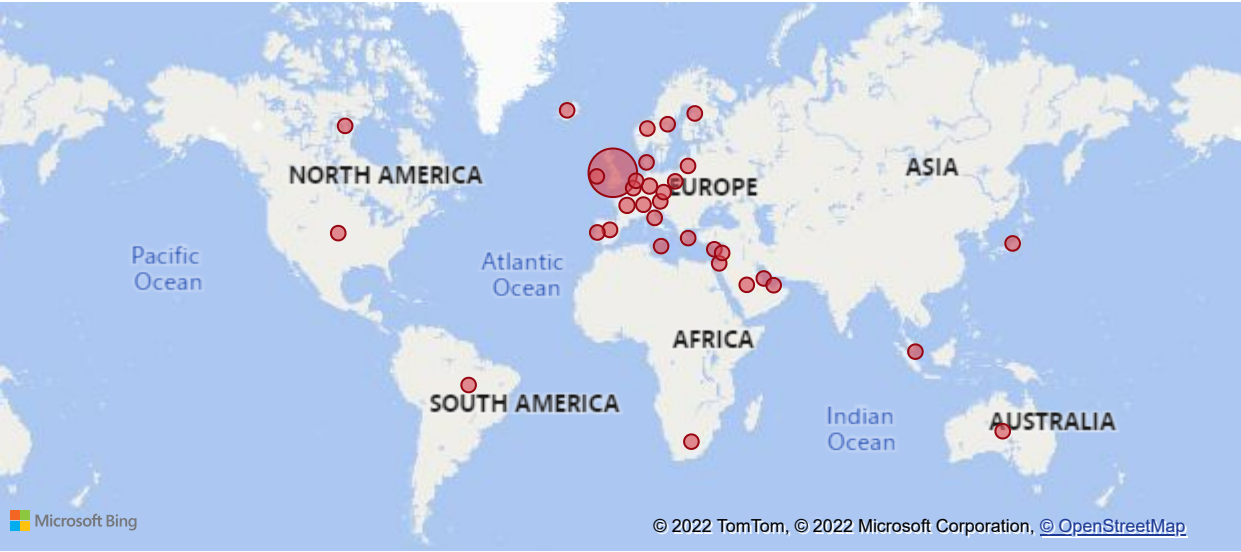 ASIA
NORTH AMERICA
EUROPE
Pacific
Ocean
Atlantic
Ocean
AFRICA
SOUTH AMERICA
Indian
Ocean
AUSTRALIA
Microsoft Bing
© 2022 TomTom, © 2022 Microsoft Corporation, © OpenStreetMap